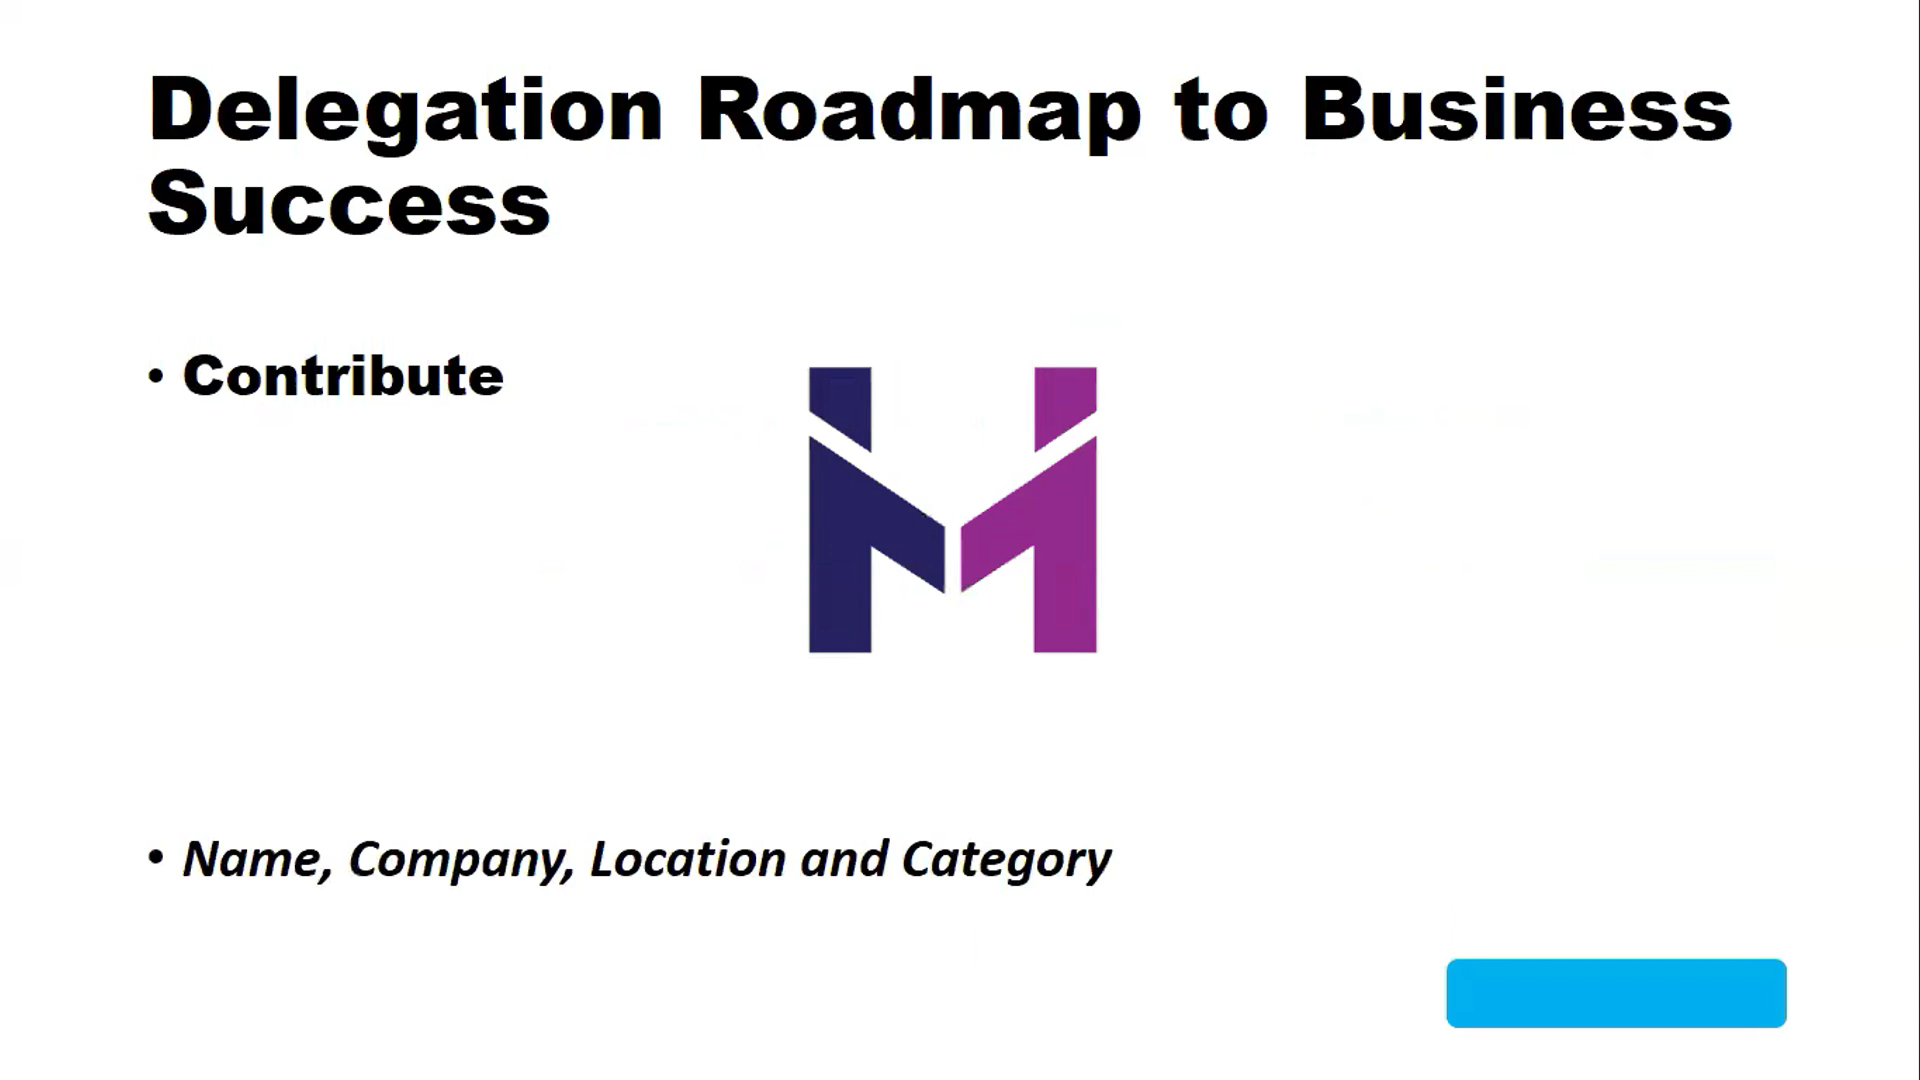 Delegation Roadmap to Business
Success
• Contribute
• Name, Company, Location and Category